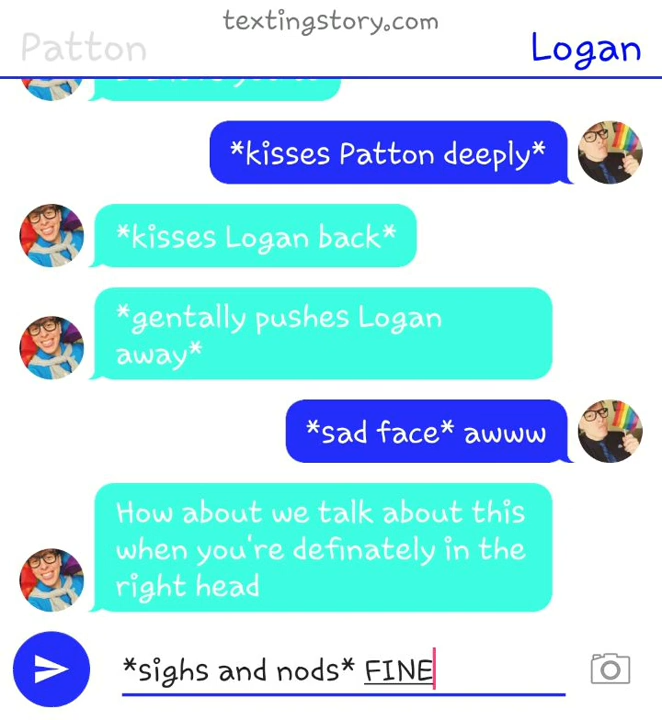 textingstory.com
Patton
Logan
*kisses Patton deeply*
*kisses Logan back*
*gentally pushes Logan
away*
*sad face* awww
How about we talk about this
when you're definately in the
right head
*sighs and nods* FINE